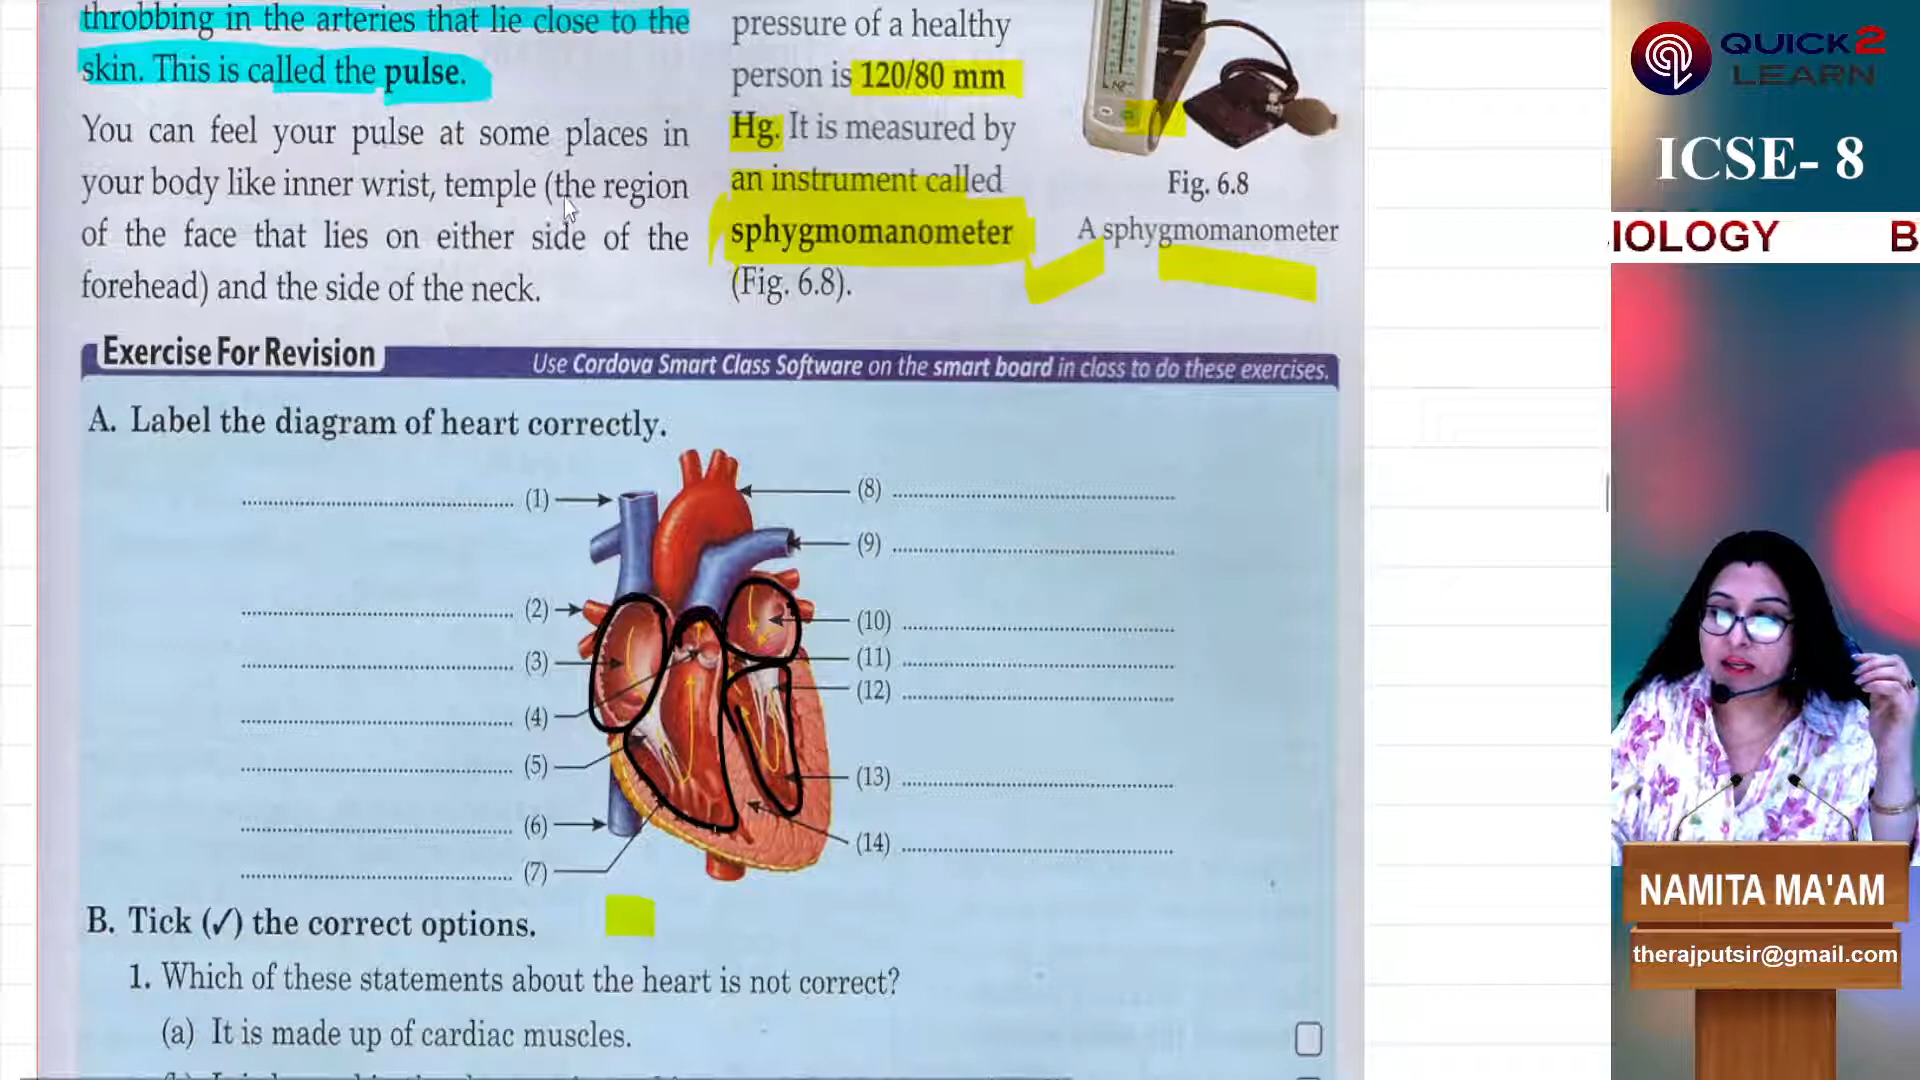 throbbing in the arteries that lie close to the
skin. This is called the pulse.
You can feel your pulse at some places in
your body like inner wrist, temple (the region
of the face that lies on either side of the
forehead) and the side of the neck.
pressure of a healthy
person is 120/80 mm
Hg. It is measured by
an instrument called
sphygmomanometer
(Fig. 6.8).
Fig. 6.8
A sphygmomanometer
Exercise For Revision
Use Cordova Smart Class Software on the smart board in class to do these exercises.
A. Label the diagram of heart correctly.
(1)
(2)
(3)
(4)
(5)
(6)
(7)
(8)
(9)
(10)
(11)
(12)
(13)
(14)
B. Tick (✓) the correct options.
1. Which of these statements about the heart is not correct?
(a) It is made up of cardiac muscles.
QUICK2
LEARN
ICSE- 8
IOLOGY B
NAMITA MA'AM
therajputsir@gmail.com